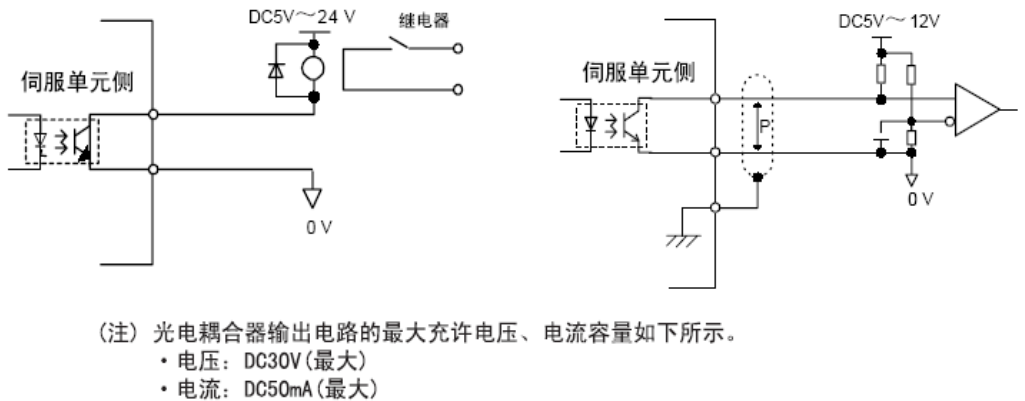 DC5V～24 V
继电器
伺服单元侧
0 V
DC5V～ 12V
伺服单元侧
P
0 V
(注) 光电耦合器输出电路的最大充许电压、电流容量如下所示。
・电压: DC30V(最大)
・电流: DC50mA(最大)